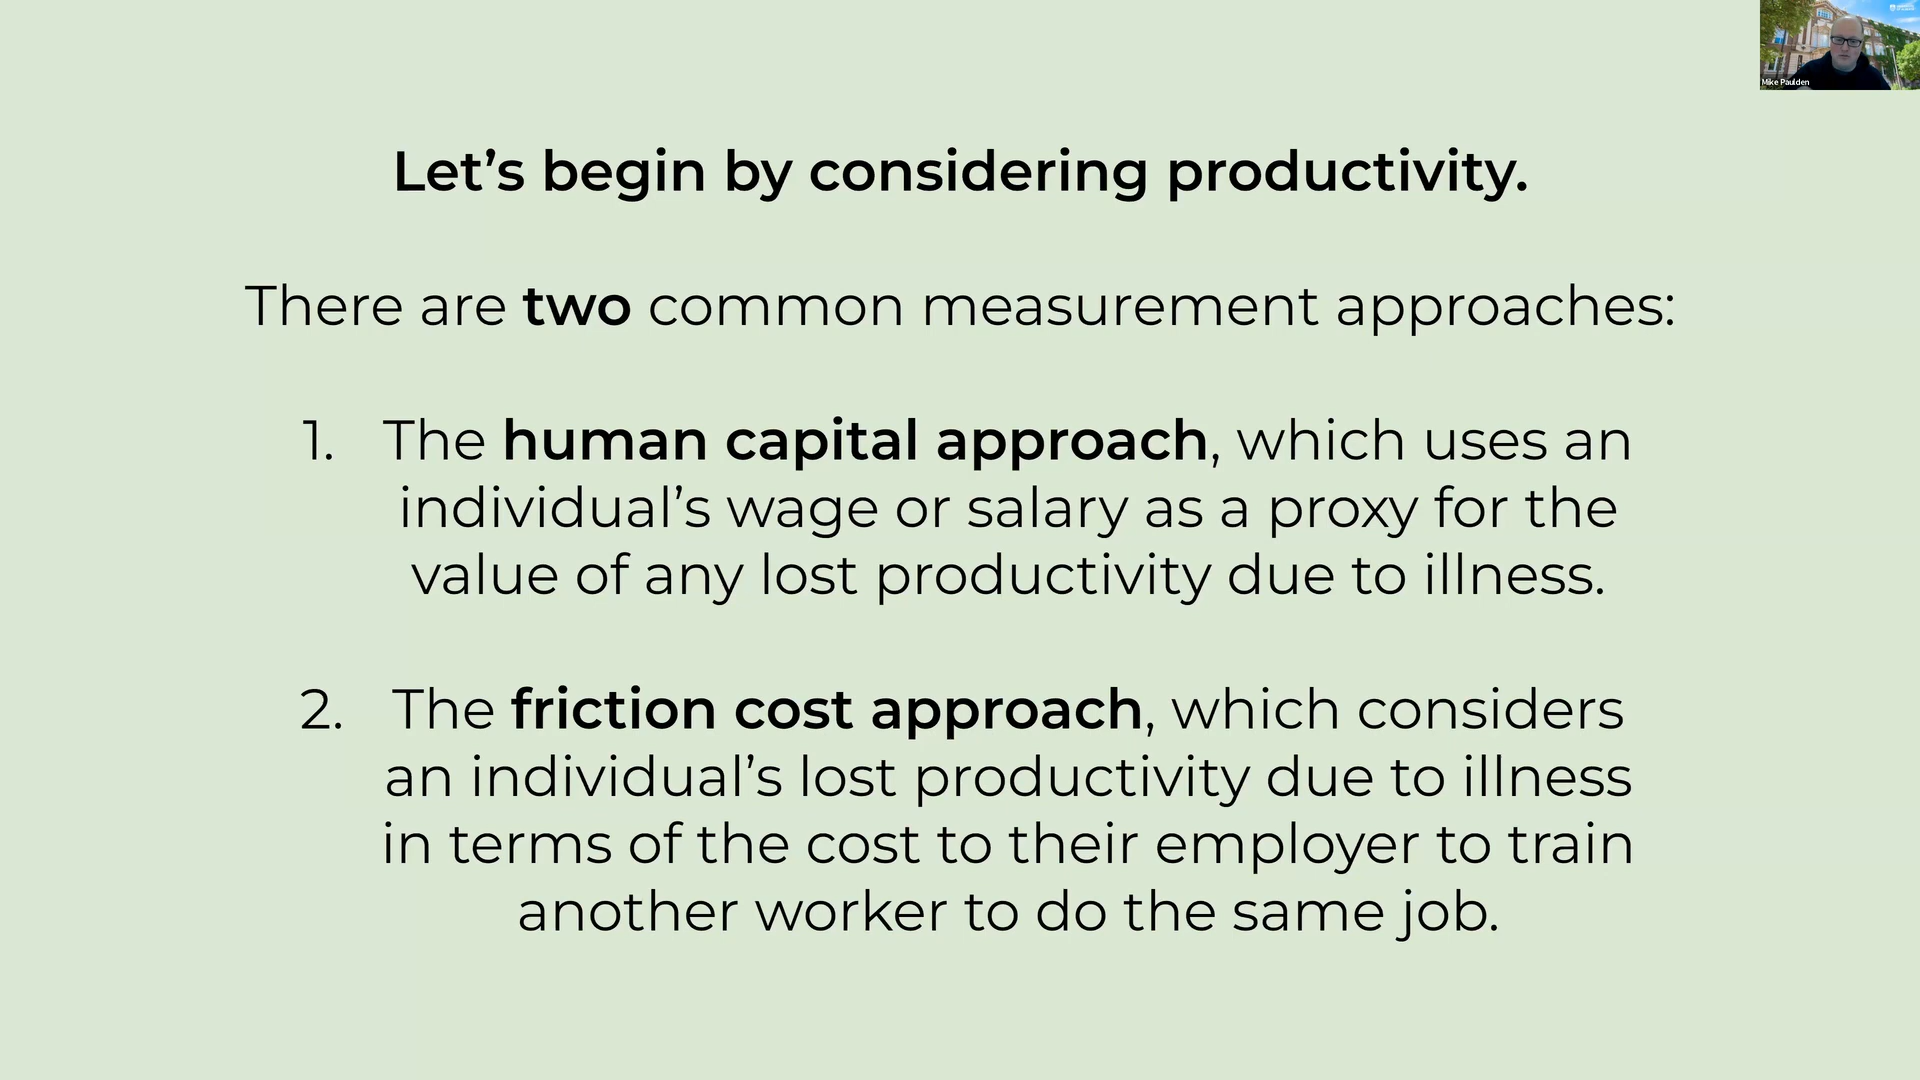 Mike Paulden
Let’s begin by considering productivity.
There are two common measurement approaches:
1. The human capital approach, which uses an
individual’s wage or salary as a proxy for the
value of any lost productivity due to illness.
2. The friction cost approach, which considers
an individual’s lost productivity due to illness
in terms of the cost to their employer to train
another worker to do the same job.